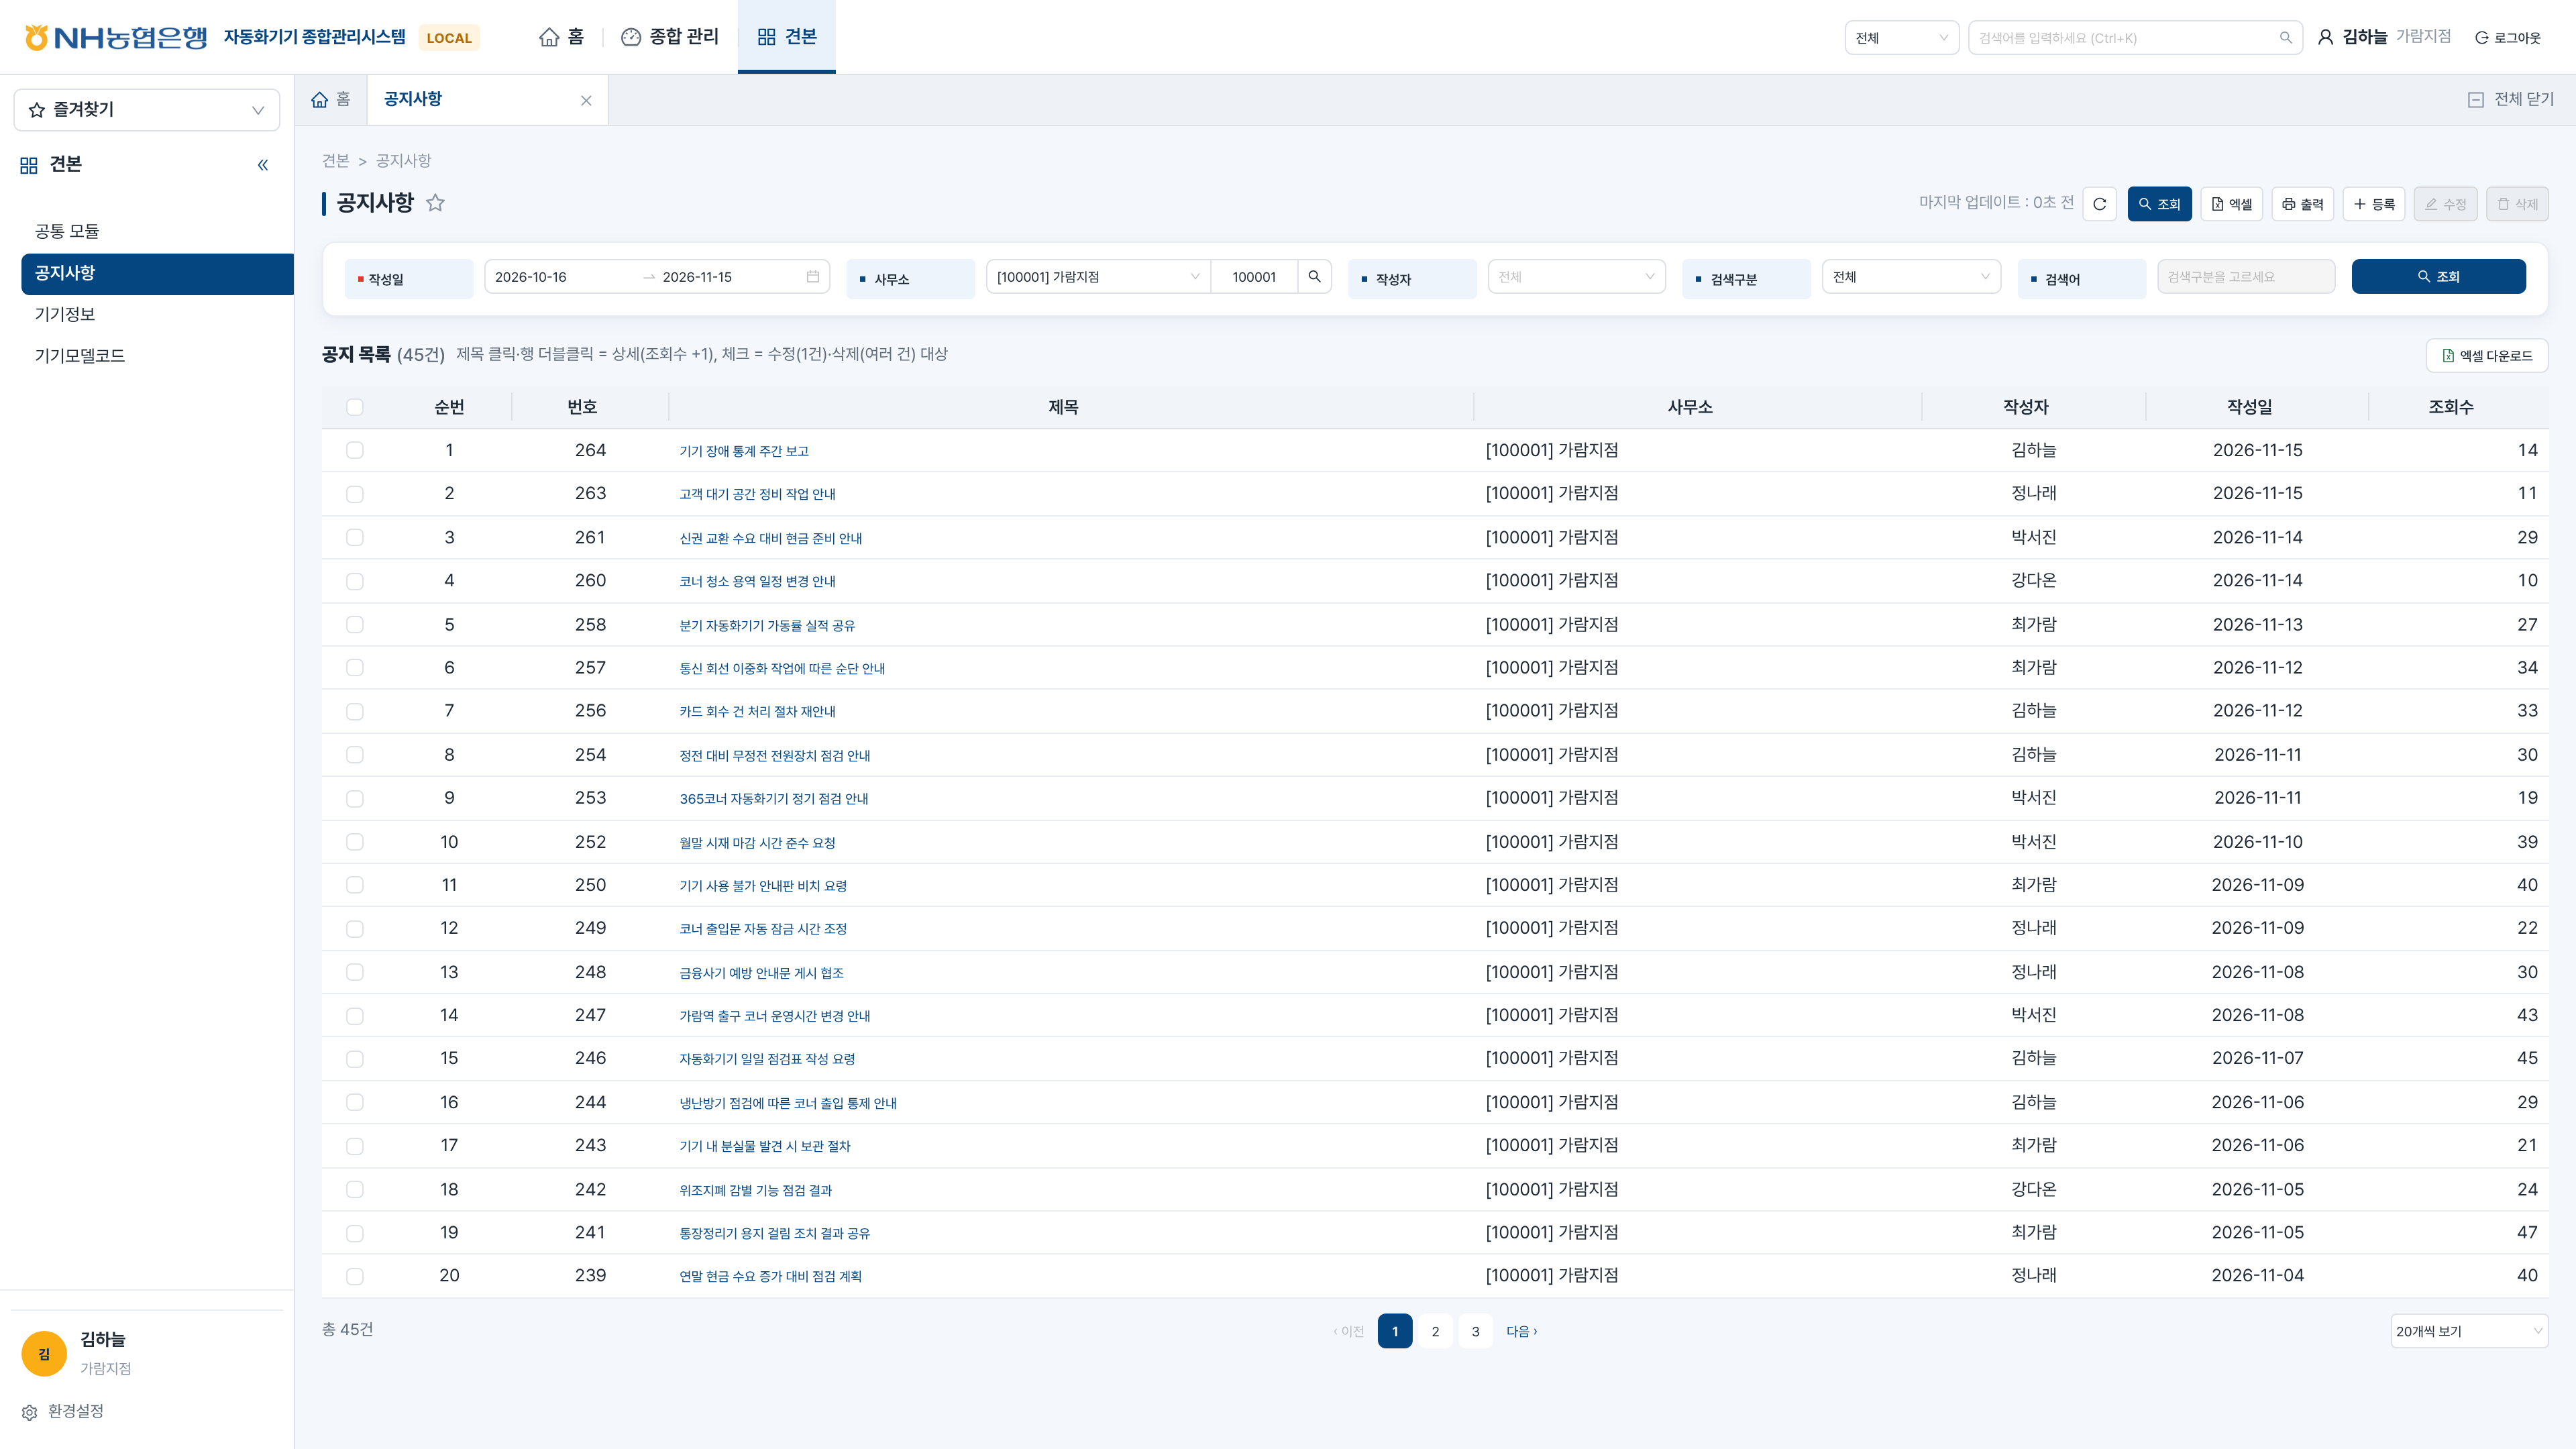 NH농협은행 자동화기기 종합관리시스템 LOCAL 홈 종합 관리 견본 전체 검색어를 입력하세요 (Ctrl+K) 김하늘 가람지점 로그아웃
즐겨찾기
견본
공통 모듈
공지사항
기기정보
기기모델코드
김
김하늘
가람지점
환경설정
홈 공지사항 전체 닫기
견본 > 공지사항
공지사항 마지막 업데이트 : 0초 전 조회 엑셀 출력 등록 수정 삭제
작성일 2026-10-16 → 2026-11-15 사무소 [100001] 가람지점 100001 작성자 전체 검색구분 전체 검색어 검색구분을 고르세요 조회
공지 목록 (45건) 제목 클릭·행 더블클릭 = 상세(조회수 +1), 체크 = 수정(1건)·삭제(여러 건) 대상 엑셀 다운로드
순번 번호 제목 사무소 작성자 작성일 조회수
1 264 기기 장애 통계 주간 보고 [100001] 가람지점 김하늘 2026-11-15 14
2 263 고객 대기 공간 정비 작업 안내 [100001] 가람지점 정나래 2026-11-15 11
3 261 신권 교환 수요 대비 현금 준비 안내 [100001] 가람지점 박서진 2026-11-14 29
4 260 코너 청소 용역 일정 변경 안내 [100001] 가람지점 강다온 2026-11-14 10
5 258 분기 자동화기기 가동률 실적 공유 [100001] 가람지점 최가람 2026-11-13 27
6 257 통신 회선 이중화 작업에 따른 순단 안내 [100001] 가람지점 최가람 2026-11-12 34
7 256 카드 회수 건 처리 절차 재안내 [100001] 가람지점 김하늘 2026-11-12 33
8 254 정전 대비 무정전 전원장치 점검 안내 [100001] 가람지점 김하늘 2026-11-11 30
9 253 365코너 자동화기기 정기 점검 안내 [100001] 가람지점 박서진 2026-11-11 19
10 252 월말 시재 마감 시간 준수 요청 [100001] 가람지점 박서진 2026-11-10 39
11 250 기기 사용 불가 안내판 비치 요령 [100001] 가람지점 최가람 2026-11-09 40
12 249 코너 출입문 자동 잠금 시간 조정 [100001] 가람지점 정나래 2026-11-09 22
13 248 금융사기 예방 안내문 게시 협조 [100001] 가람지점 정나래 2026-11-08 30
14 247 가람역 출구 코너 운영시간 변경 안내 [100001] 가람지점 박서진 2026-11-08 43
15 246 자동화기기 일일 점검표 작성 요령 [100001] 가람지점 김하늘 2026-11-07 45
16 244 냉난방기 점검에 따른 코너 출입 통제 안내 [100001] 가람지점 김하늘 2026-11-06 29
17 243 기기 내 분실물 발견 시 보관 절차 [100001] 가람지점 최가람 2026-11-06 21
18 242 위조지폐 감별 기능 점검 결과 [100001] 가람지점 강다온 2026-11-05 24
19 241 통장정리기 용지 걸림 조치 결과 공유 [100001] 가람지점 최가람 2026-11-05 47
20 239 연말 현금 수요 증가 대비 점검 계획 [100001] 가람지점 정나래 2026-11-04 40
총 45건 ‹ 이전 1 2 3 다음 › 20개씩 보기